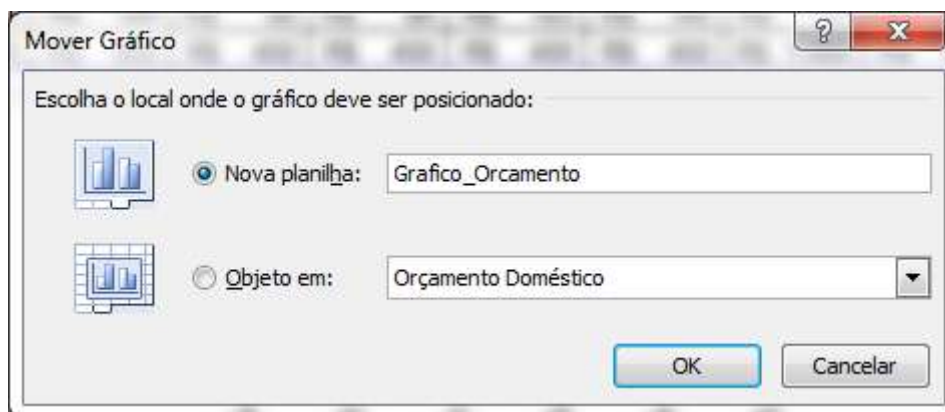 Mover Gráfico
?
Escolha o local onde o gráfico deve ser posicionado:
Nova planilha: Grafico_Orcamento
Objeto em: Orçamento Doméstico
OK Cancelar